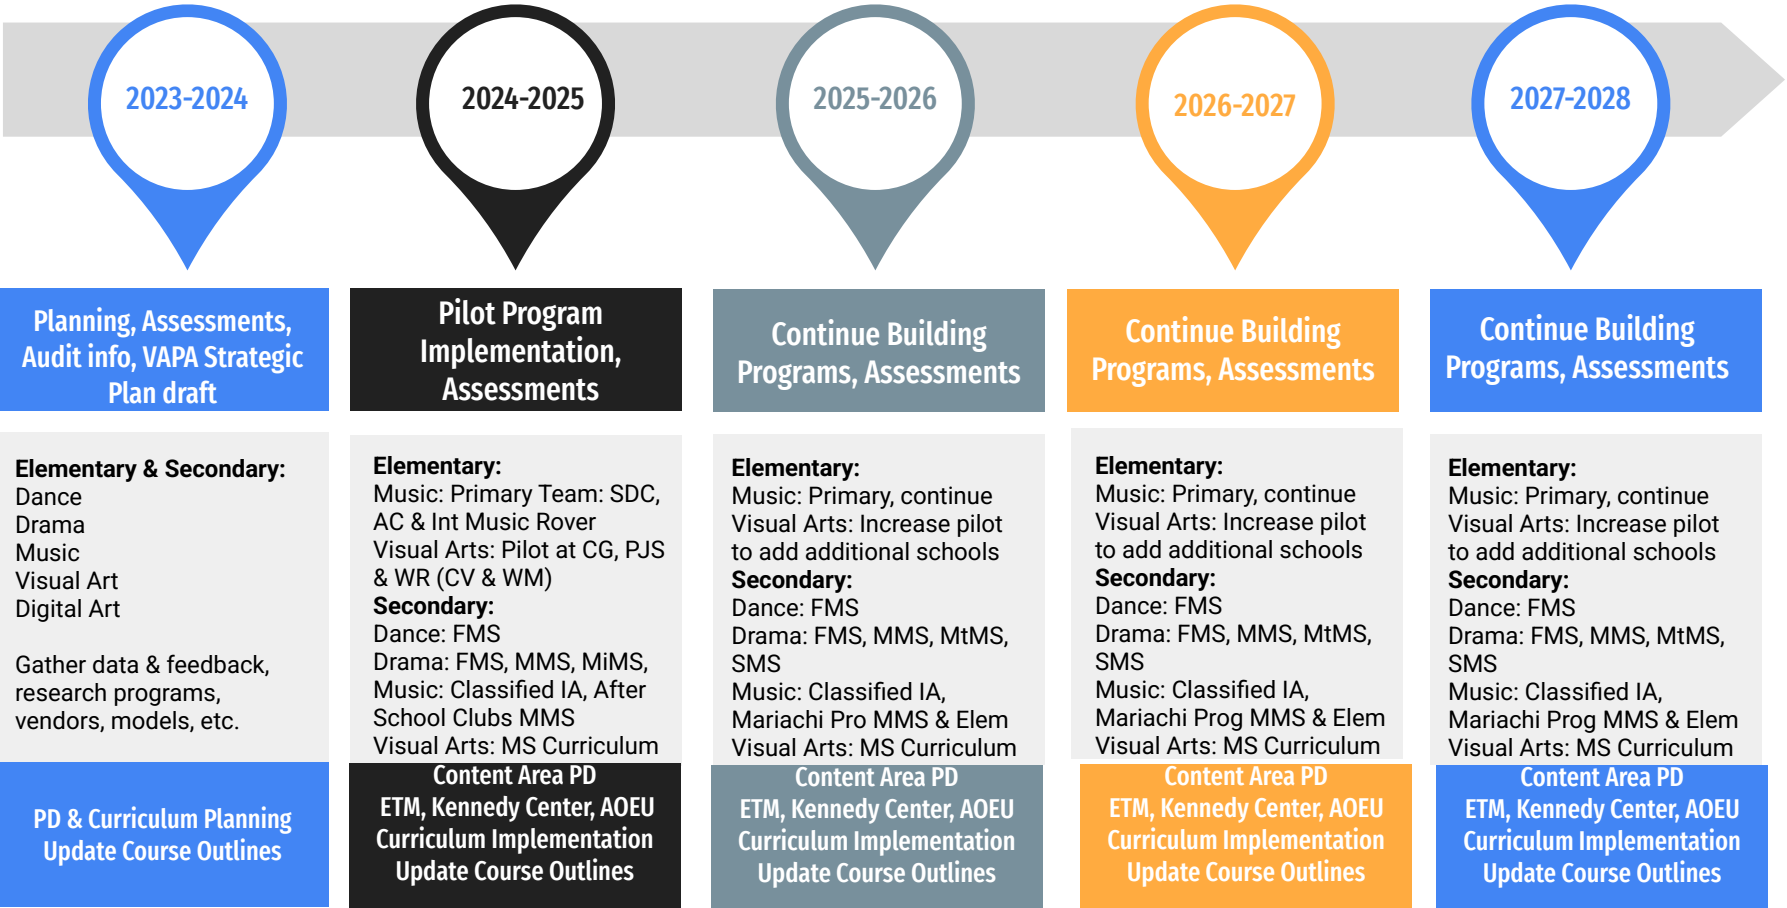 2023-2024
2024-2025
2025-2026
2026-2027
2027-2028
Planning, Assessments,
Audit info, VAPA Strategic
Plan draft
Pilot Program
Implementation,
Assessments
Continue Building
Programs, Assessments
Continue Building
Programs, Assessments
Continue Building
Programs, Assessments
Elementary & Secondary:
Dance
Drama
Music
Visual Art
Digital Art
Gather data & feedback,
research programs,
vendors, models, etc.
Elementary:
Music: Primary Team: SDC,
AC & Int Music Rover
Visual Arts: Pilot at CG, PJS
& WR (CV & WM)
Secondary:
Dance: FMS
Drama: FMS, MMS, MiMS,
Music: Classified IA, After
School Clubs MMS
Visual Arts: MS Curriculum
Elementary:
Music: Primary, continue
Visual Arts: Increase pilot
to add additional schools
Secondary:
Dance: FMS
Drama: FMS, MMS, MtMS,
SMS
Music: Classified IA,
Mariachi Pro MMS & Elem
Visual Arts: MS Curriculum
Elementary:
Music: Primary, continue
Visual Arts: Increase pilot
to add additional schools
Secondary:
Dance: FMS
Drama: FMS, MMS, MtMS,
SMS
Music: Classified IA,
Mariachi Prog MMS & Elem
Visual Arts: MS Curriculum
Elementary:
Music: Primary, continue
Visual Arts: Increase pilot
to add additional schools
Secondary:
Dance: FMS
Drama: FMS, MMS, MtMS,
SMS
Music: Classified IA,
Mariachi Prog MMS & Elem
Visual Arts: MS Curriculum
PD & Curriculum Planning
Update Course Outlines
Content Area PD
ETM, Kennedy Center, AOEU
Curriculum Implementation
Update Course Outlines
Content Area PD
ETM, Kennedy Center, AOEU
Curriculum Implementation
Update Course Outlines
Content Area PD
ETM, Kennedy Center, AOEU
Curriculum Implementation
Update Course Outlines
Content Area PD
ETM, Kennedy Center, AOEU
Curriculum Implementation
Update Course Outlines